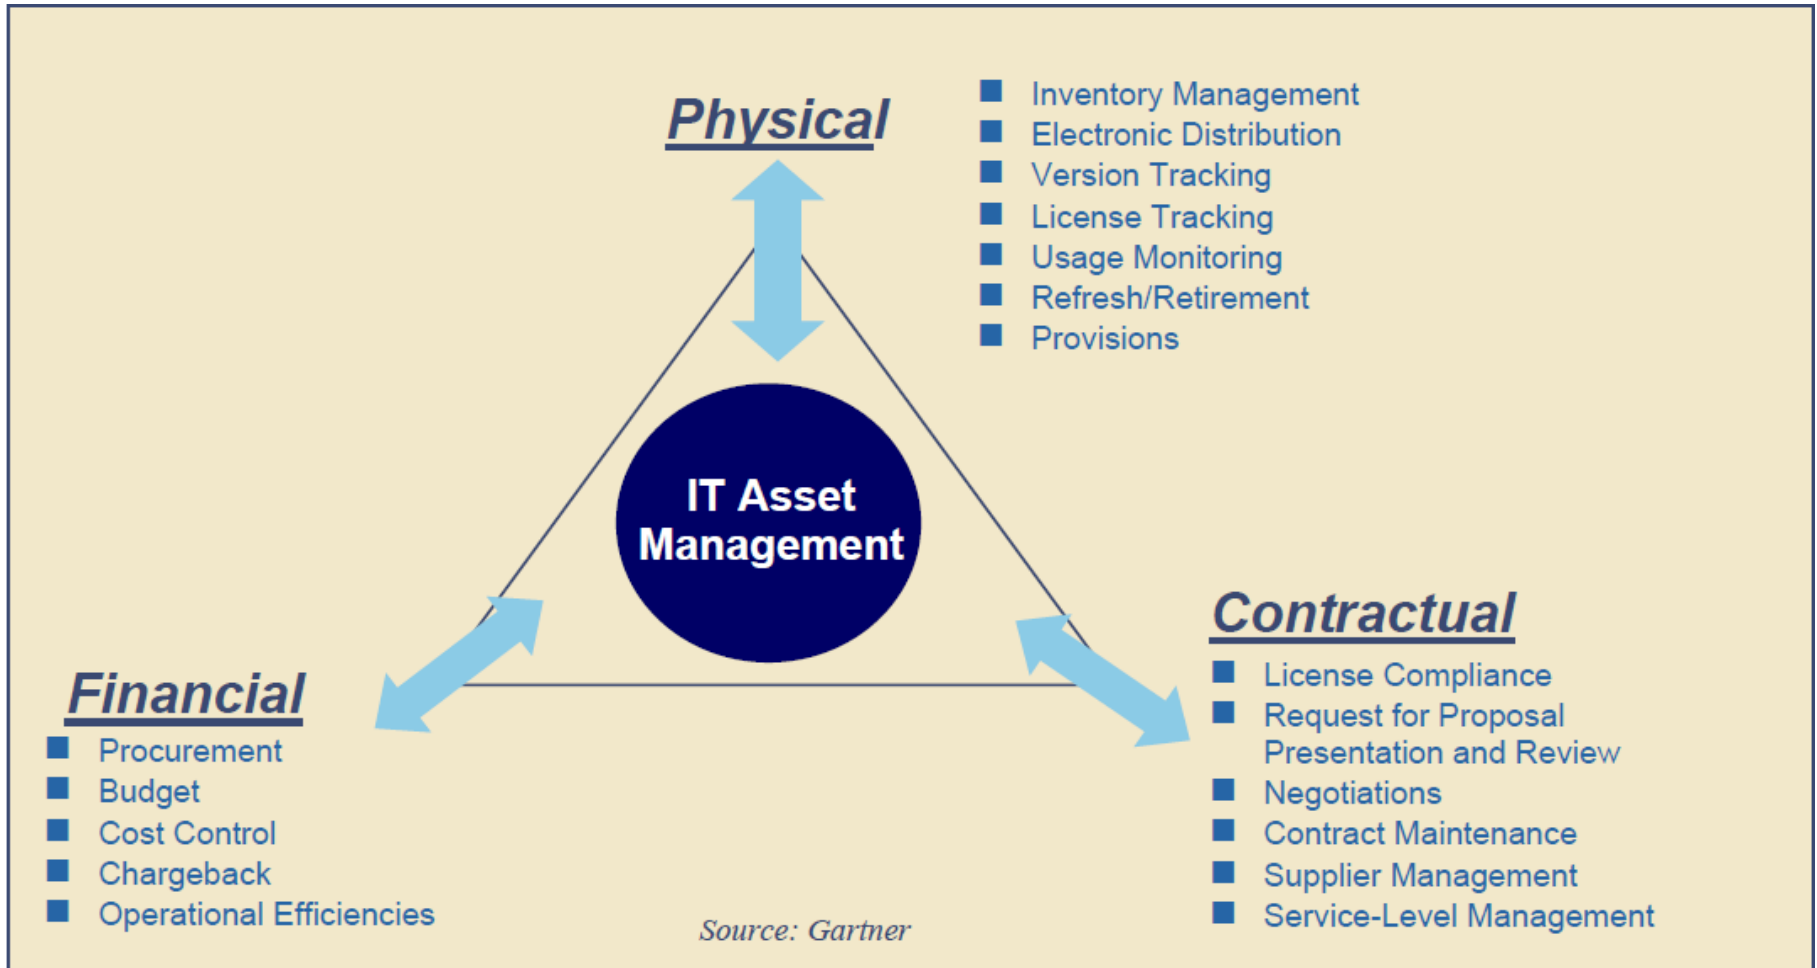 Physical
Inventory Management
Electronic Distribution
Version Tracking
License Tracking
Usage Monitoring
Refresh/Retirement
Provisions
IT Asset
Management
Financial
Procurement
Budget
Cost Control
Chargeback
Operational Efficiencies
Contractual
License Compliance
Request for Proposal
Presentation and Review
Negotiations
Contract Maintenance
Supplier Management
Service-Level Management
Source: Gartner